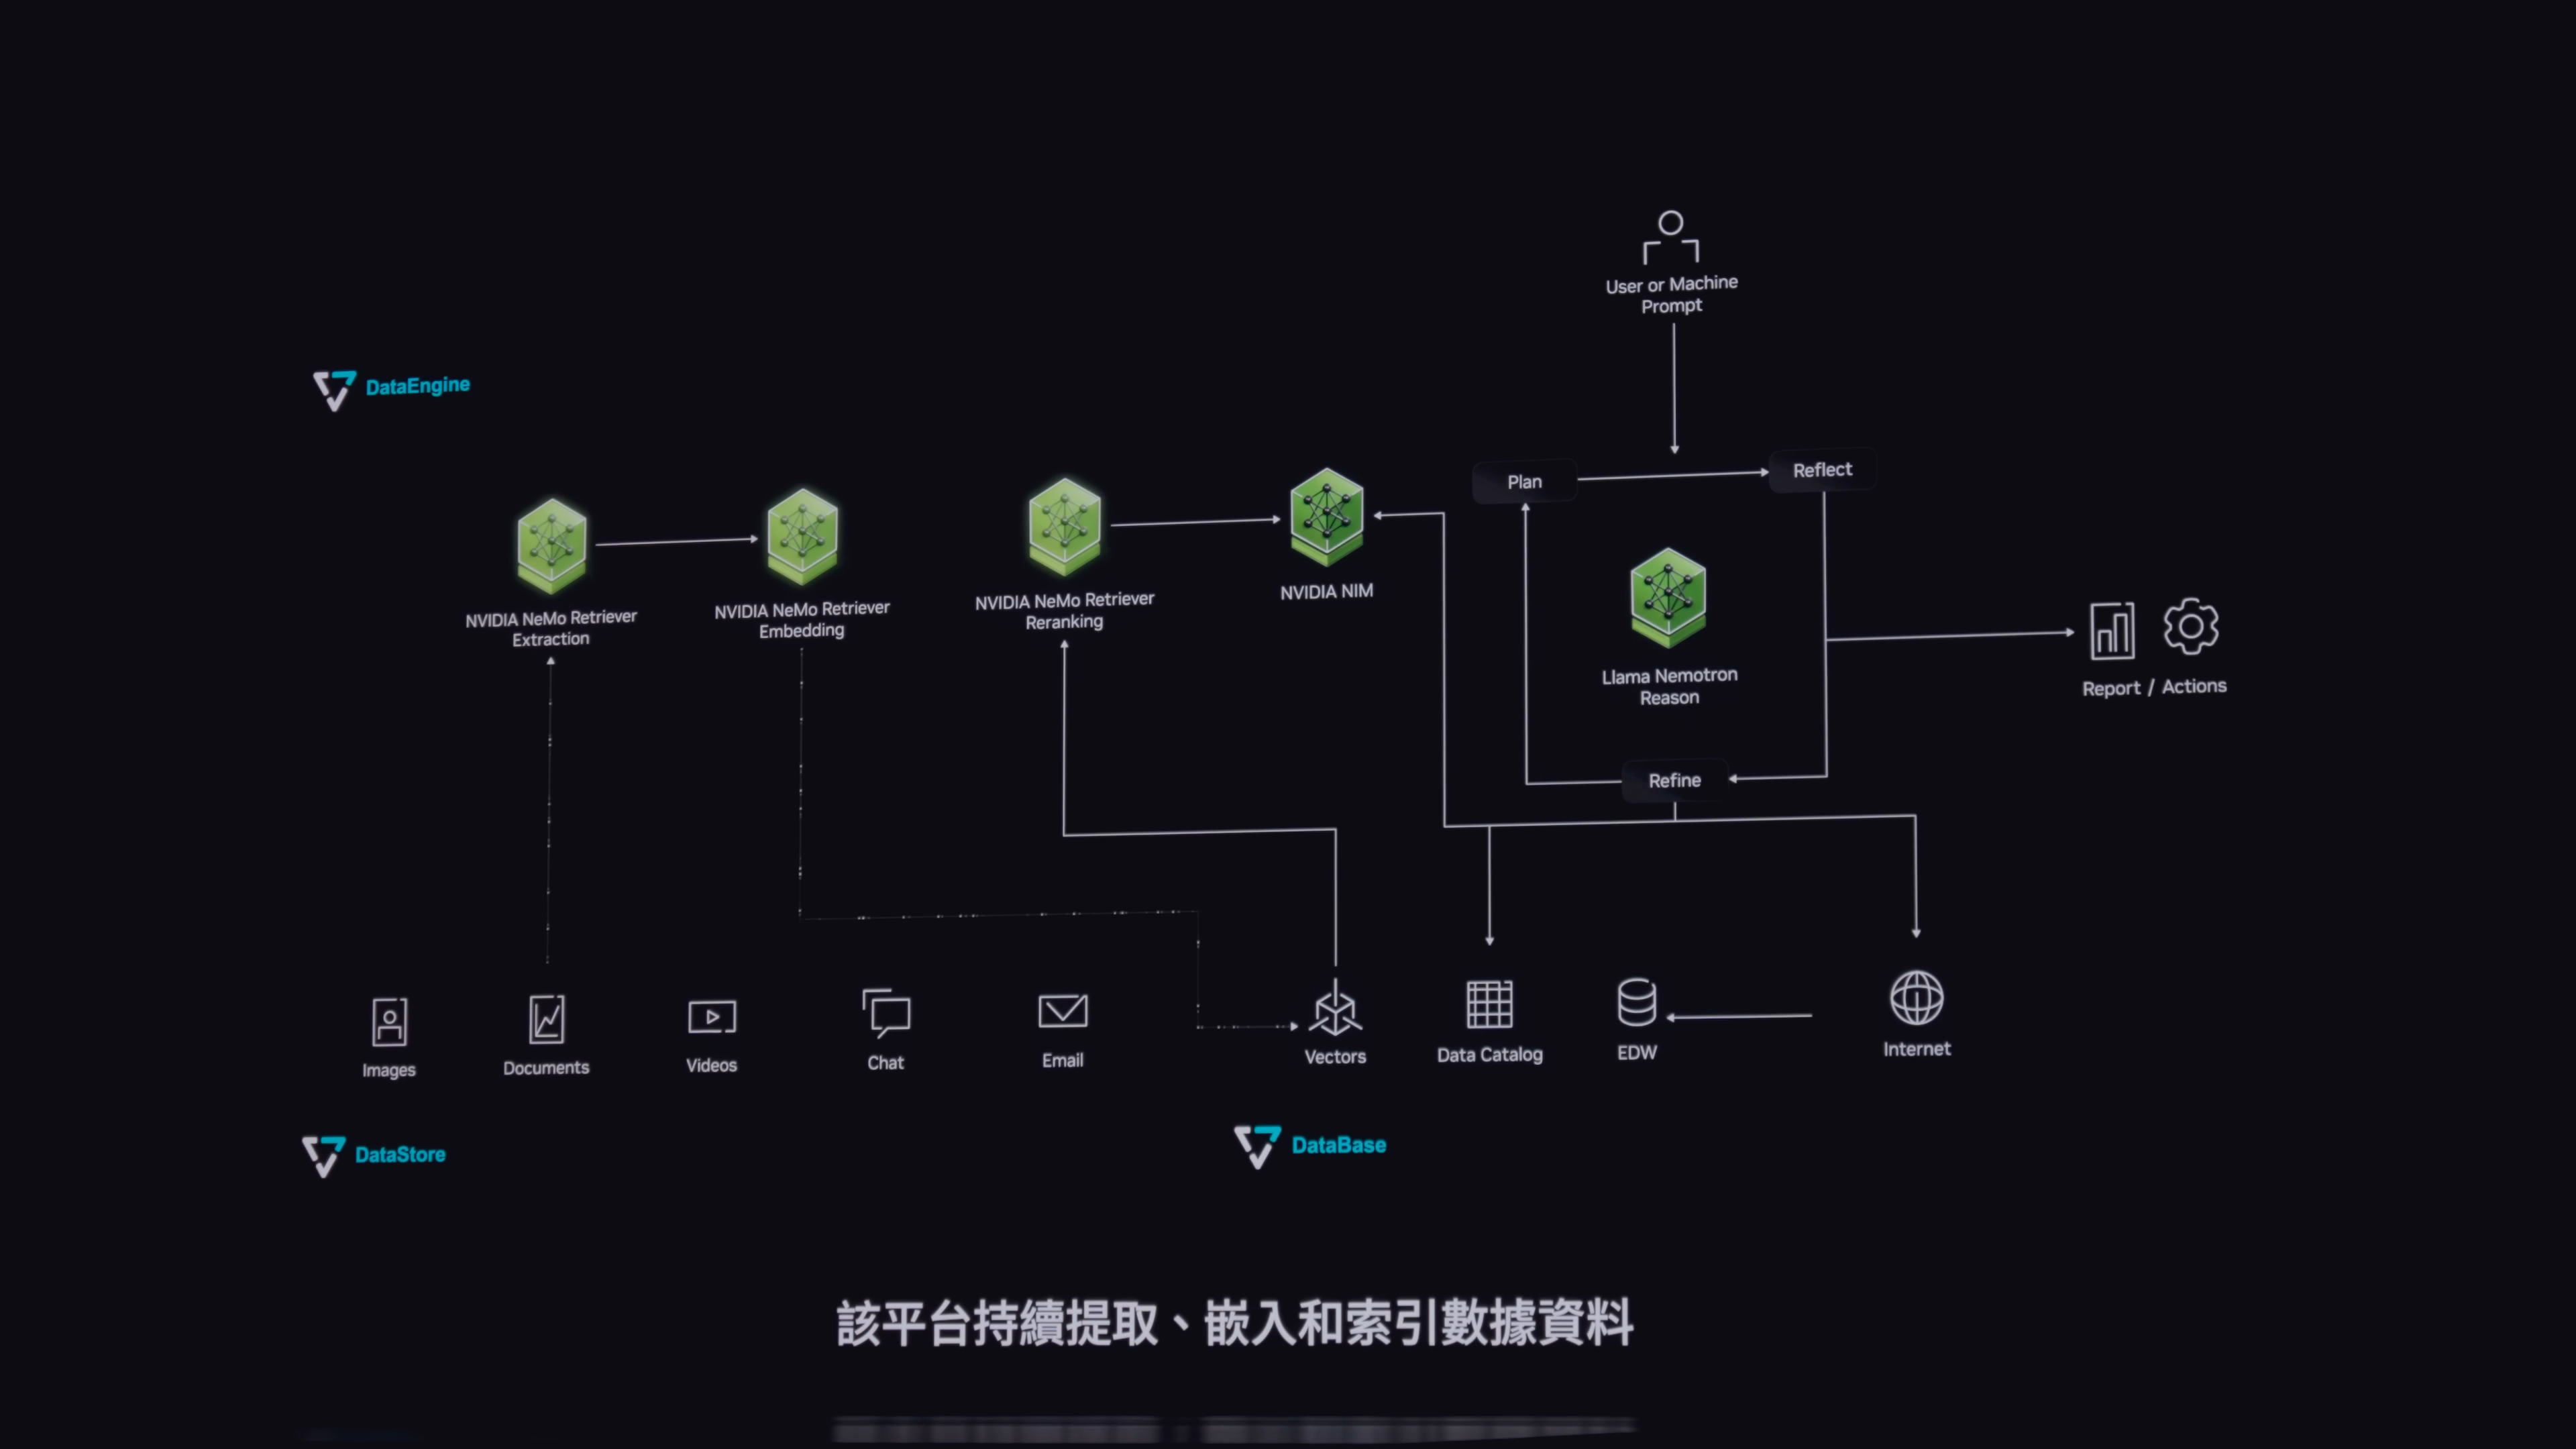 User or Machine
Prompt
DataEngine
Plan
Reflect
NVIDIA NeMo Retriever
Extraction
NVIDIA NeMo Retriever
Embedding
NVIDIA NeMo Retriever
Reranking
NVIDIA NIM
Llama Nemotron
Reason
Report / Actions
Refine
Images
Documents
Videos
Chat
Email
Vectors
Data Catalog
EDW
Internet
DataStore
DataBase
該平台持續提取、嵌入和索引數據資料